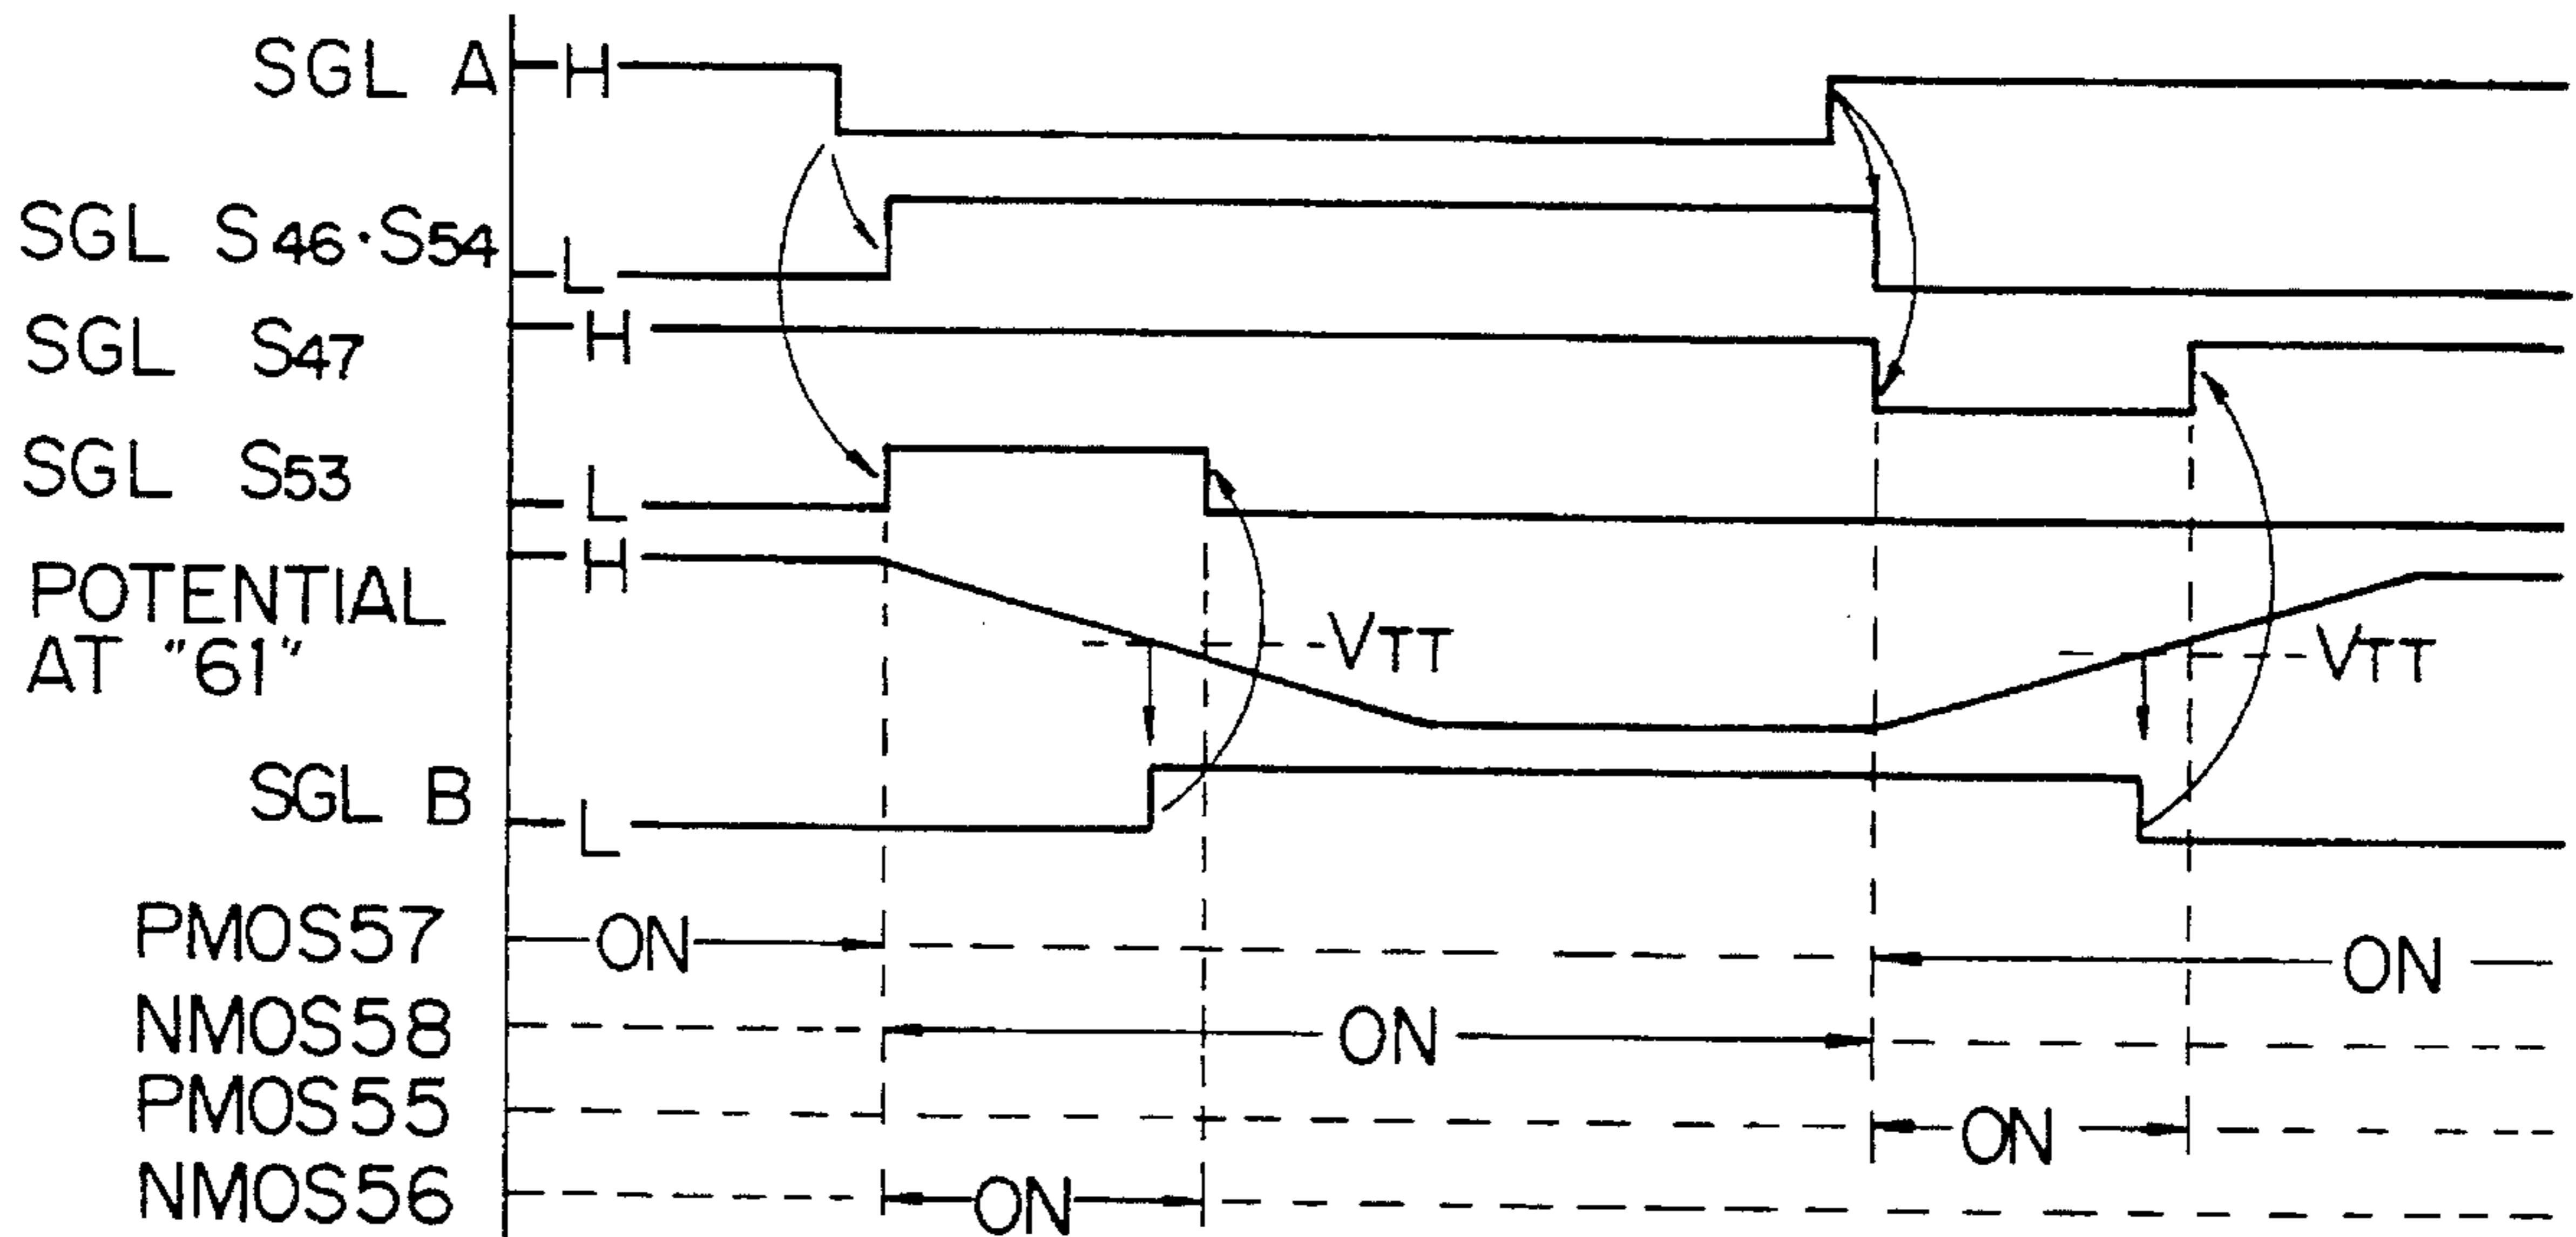 SGL A H
SGL S46·S54 L
SGL S47 H
SGL S53 L
POTENTIAL H
AT "61"
VTT VTT
SGL B L
PMOS57 ON ON
NMOS58 ON
PMOS55 ON
NMOS56 ON